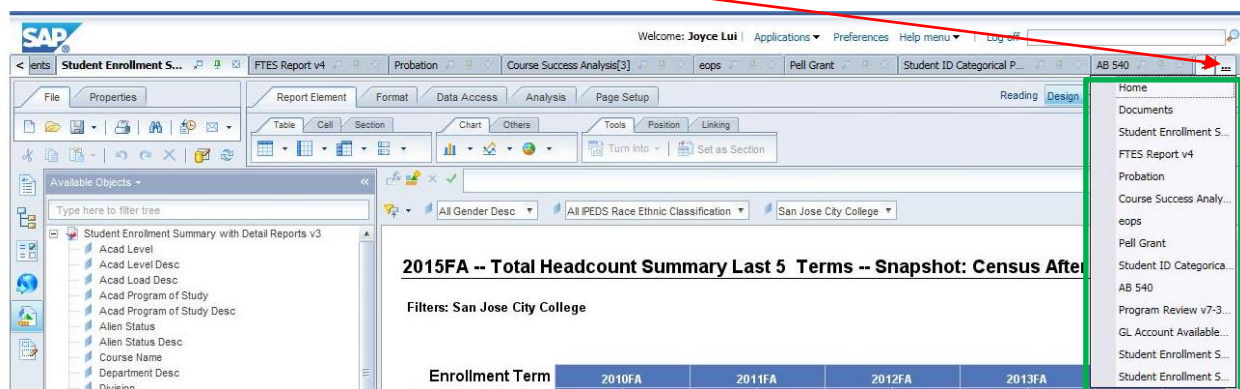 SAP
Welcome: Joyce Lui | Applications Preferences Help menu | Log off
< ents Student Enrollment S... FTES Report v4 Probation Course Success Analysis[3] eops Pell Grant Student ID Categorical P... AB 540 ...
File Properties Report Element Format Data Access Analysis Page Setup Reading Design
Table Cell Section Chart Others Tools Position Linking
Turn Into Set as Section
Available Objects «
Type here to filter tree
All Gender Desc All IPEDS Race Ethnic Classification San Jose City College
Student Enrollment Summary with Detail Reports v3
Acad Level
Acad Level Desc
Acad Load Desc
Acad Program of Study
Acad Program of Study Desc
Alien Status
Alien Status Desc
Course Name
Department Desc
Division
2015FA -- Total Headcount Summary Last 5 Terms -- Snapshot: Census After
Filters: San Jose City College
Enrollment Term 2010FA 2011FA 2012FA 2013FA
Home
Documents
Student Enrollment S...
FTES Report v4
Probation
Course Success Analy...
eops
Pell Grant
Student ID Categorica...
AB 540
Program Review v7-3...
GL Account Available...
Student Enrollment S...
Student Enrollment S...